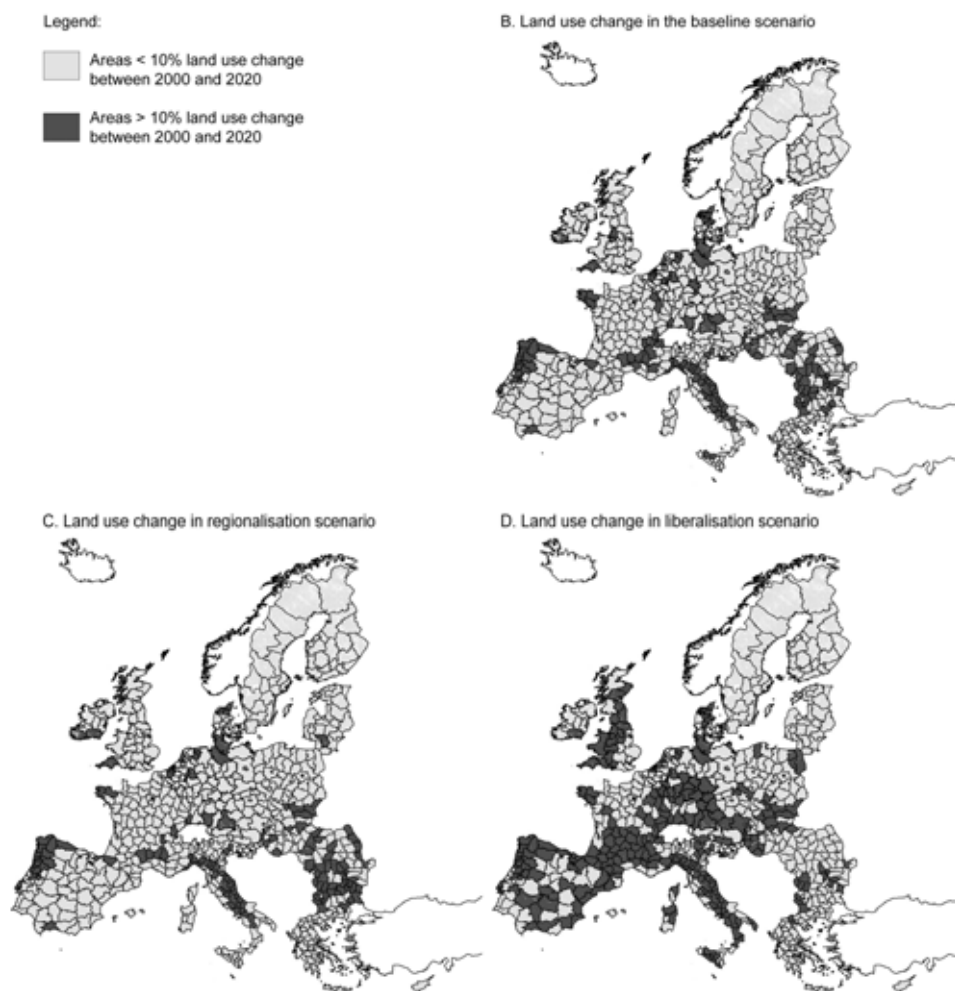 Legend:
Areas < 10% land use change
between 2000 and 2020
Areas > 10% land use change
between 2000 and 2020
B. Land use change in the baseline scenario
C. Land use change in regionalisation scenario
D. Land use change in liberalisation scenario